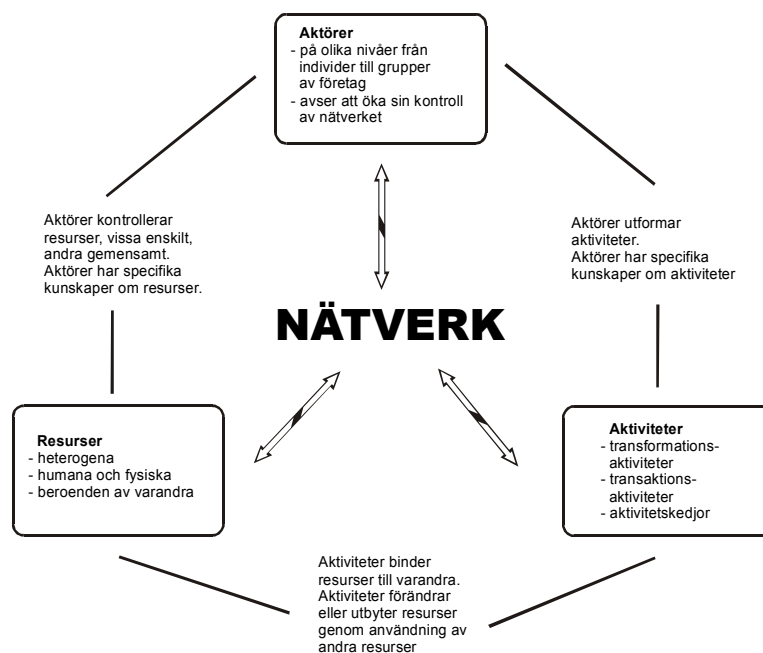 Aktörer
- på olika nivåer från
individer till grupper
av företag
- avser att öka sin kontroll
av nätverket
Aktörer kontrollerar
resurser, vissa enskilt,
andra gemensamt.
Aktörer har specifika
kunskaper om resurser.
Aktörer utformar
aktiviteter.
Aktörer har specifika
kunskaper om aktiviteter
NÄTVERK
Resurser
- heterogena
- humana och fysiska
- beroenden av varandra
Aktiviteter
- transformations-
aktiviteter
- transaktions-
aktiviteter
- aktivitetskedjor
Aktiviteter binder
resurser till varandra.
Aktiviteter förändrar
eller utbyter resurser
genom användning av
andra resurser